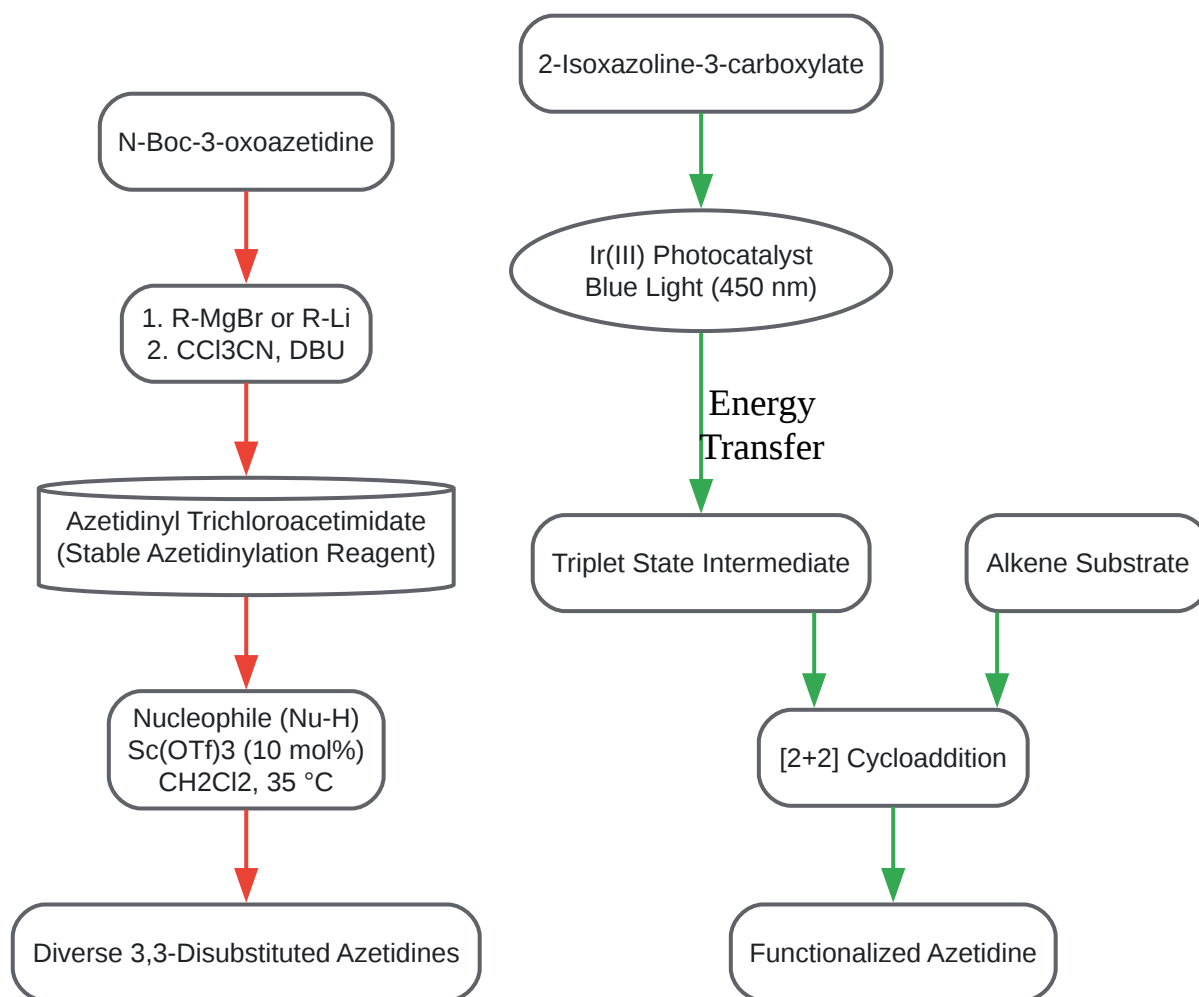 2-Isoxazoline-3-carboxylate
N-Boc-3-oxoazetidine
Ir(III) Photocatalyst
Blue Light (450 nm)
1. R-MgBr or R-Li
2. CCl3CN, DBU
Energy
Transfer
Azetidinyl Trichloroacetimidate
(Stable Azetidinylation Reagent)
Triplet State Intermediate
Alkene Substrate
Nucleophile (Nu-H)
Sc(OTf)3 (10 mol%)
CH2Cl2, 35 °C
[2+2] Cycloaddition
Diverse 3,3-Disubstituted Azetidines
Functionalized Azetidine